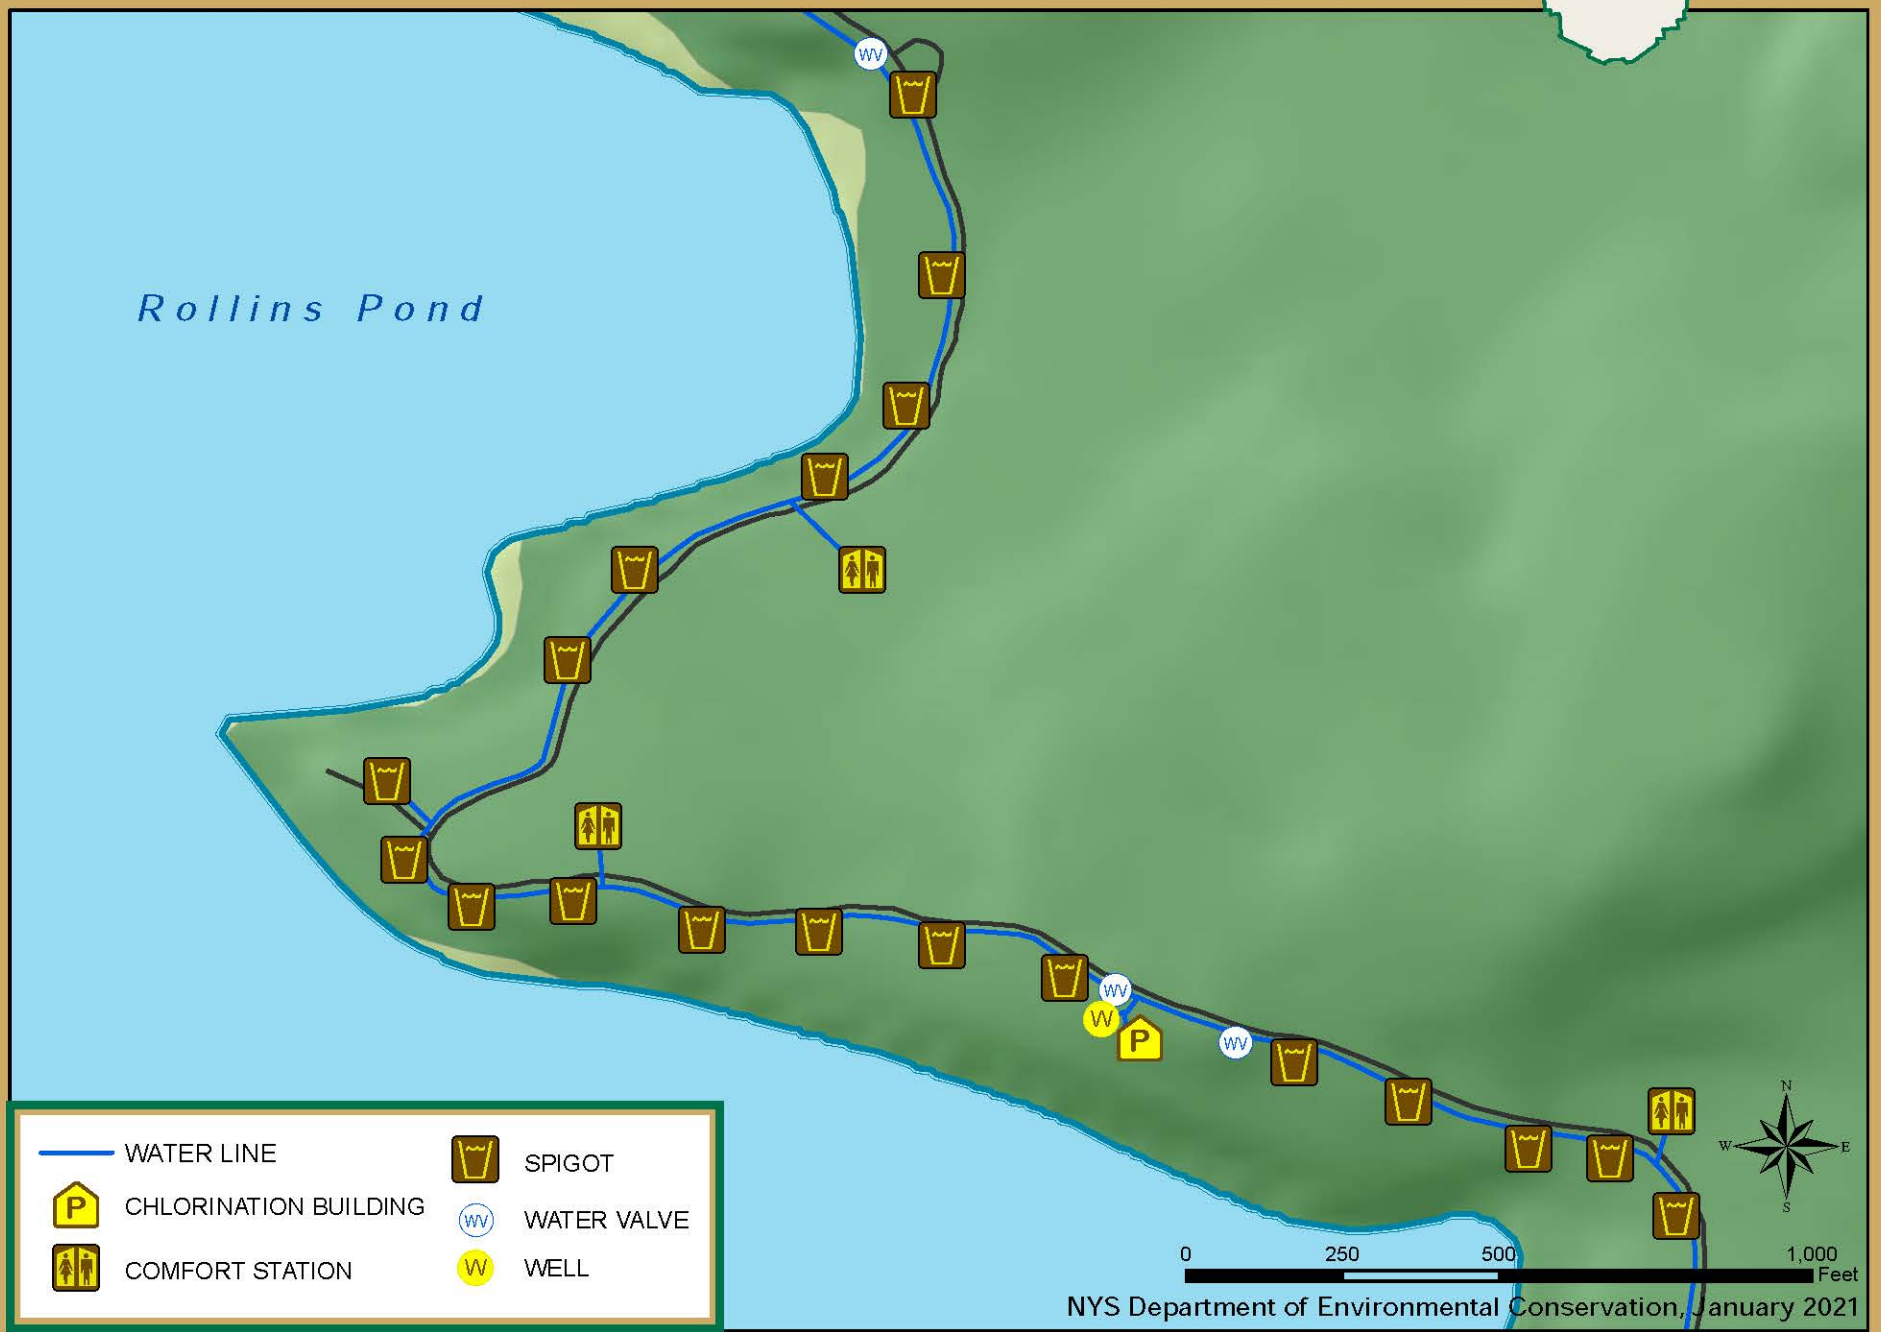 WV
Rollins Pond
WV
W
P
WV
N
W E
S
WATER LINE
SPIGOT
P
CHLORINATION BUILDING
WV
WATER VALVE
COMFORT STATION
W
WELL
0 250 500 1,000
Feet
NYS Department of Environmental Conservation, January 2021